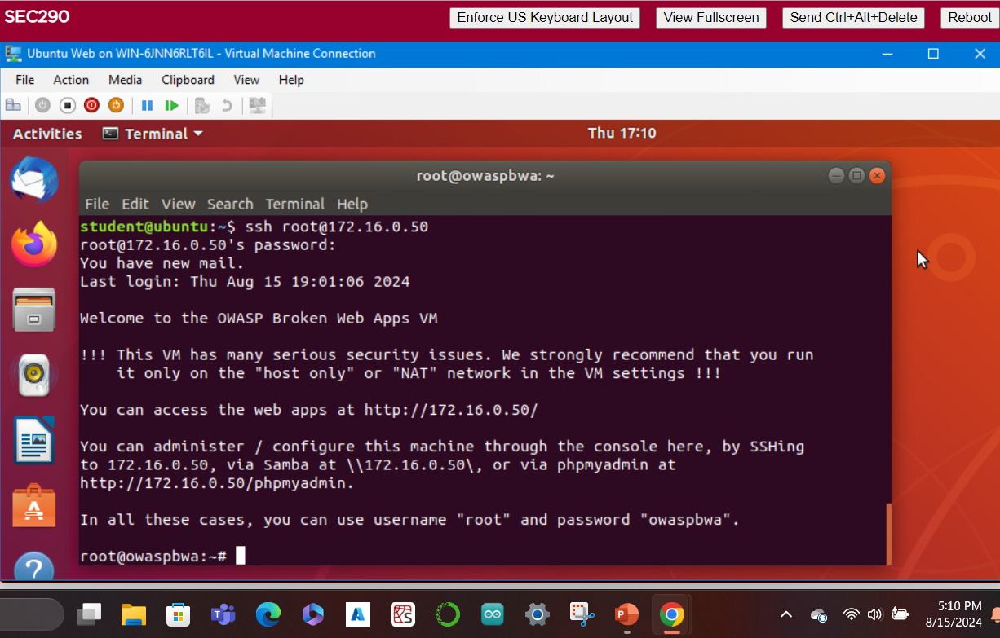 SEC290
Enforce US Keyboard Layout View Fullscreen Send Ctrl+Alt+Delete Reboot
Ubuntu Web on WIN-6JNN6RLT6IL - Virtual Machine Connection
File Action Media Clipboard View Help
Activities Terminal Thu 17:10
root@owaspbwa: ~
File Edit View Search Terminal Help
student@ubuntu:~$ ssh root@172.16.0.50
root@172.16.0.50's password:
You have new mail.
Last login: Thu Aug 15 19:01:06 2024
Welcome to the OWASP Broken Web Apps VM
!!! This VM has many serious security issues. We strongly recommend that you run
it only on the "host only" or "NAT" network in the VM settings !!!
You can access the web apps at http://172.16.0.50/
You can administer / configure this machine through the console here, by SSHing
to 172.16.0.50, via Samba at \\172.16.0.50\, or via phpmyadmin at
http://172.16.0.50/phpmyadmin.
In all these cases, you can use username "root" and password "owaspbwa".
root@owaspbwa:~#
5:10 PM
8/15/2024